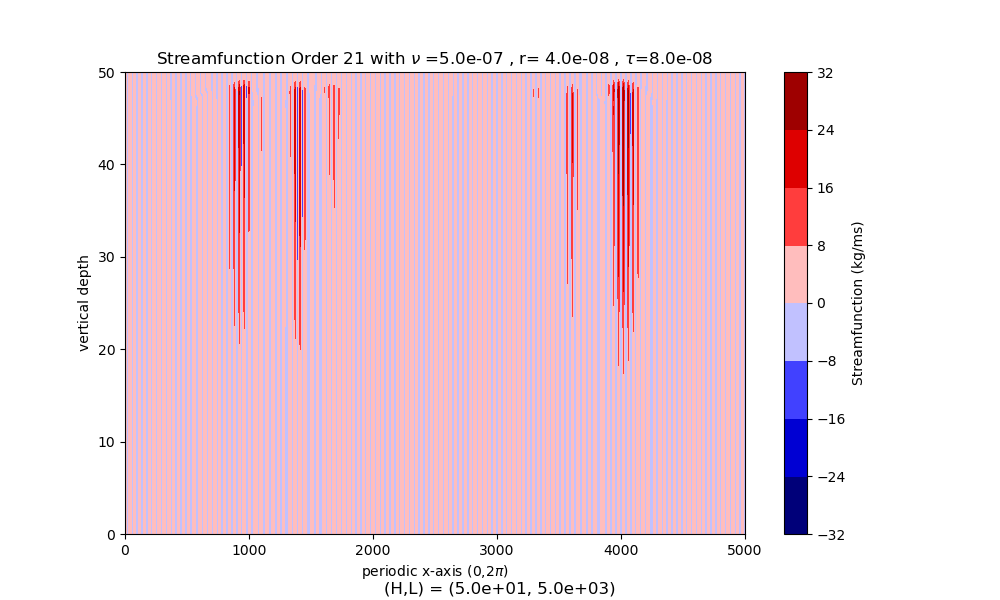 Streamfunction Order 21 with ν =5.0e-07 , r= 4.0e-08 , τ=8.0e-08
50
40
30
20
10
0
vertical depth
0 1000 2000 3000 4000 5000
periodic x-axis (0,2π)
(H,L) = (5.0e+01, 5.0e+03)
32
24
16
8
0
−8
−16
−24
−32
Streamfunction (kg/ms)